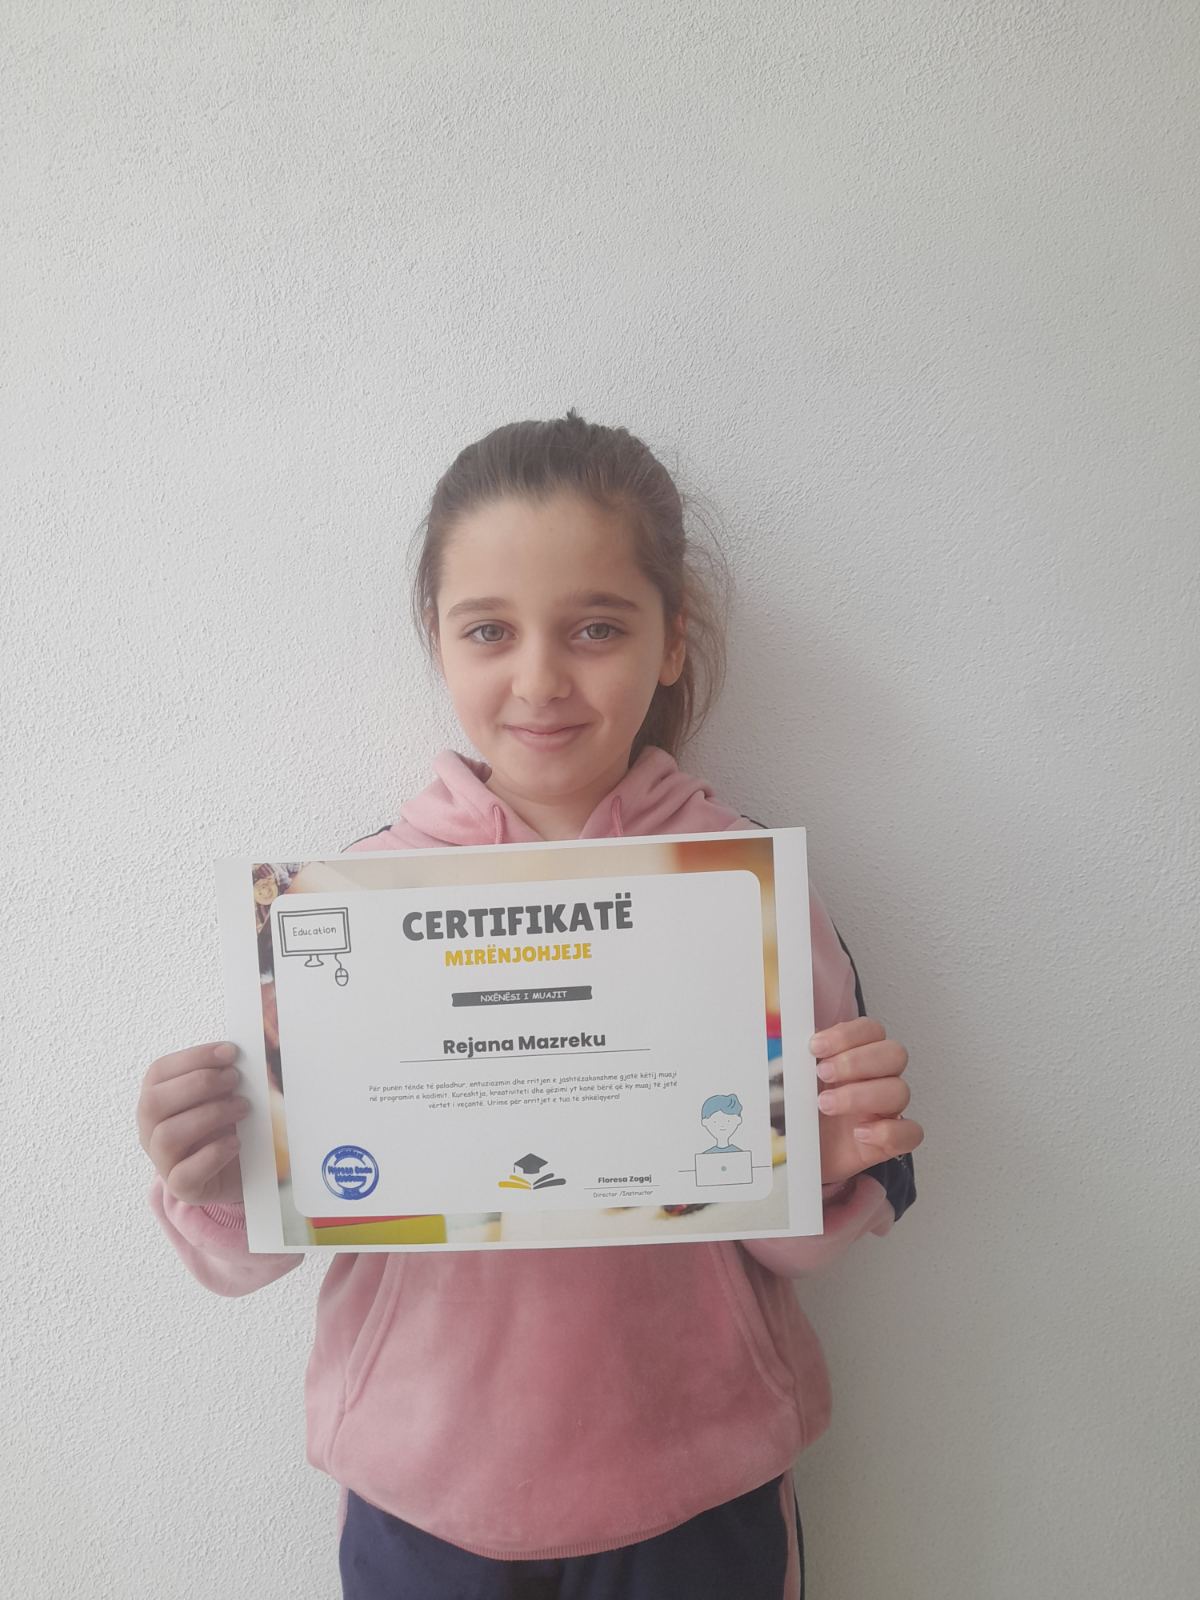 Education
CERTIFIKATË
MIRËNJOHJEJE
NXËNËSI I MUAJIT
Rejana Mazreku
Për punën tënde të palodhur, entuziazmin dhe rritjen e jashtëzakonshme gjatë këtij muaji
në programin e kodimit. Kureshtja, kreativiteti dhe gëzimi yt kanë bërë që ky muaj të jetë
vërtet i veçantë. Urime për arritjet e tua të shkëlqyera!
Floresa Zogaj
Director /Instructor